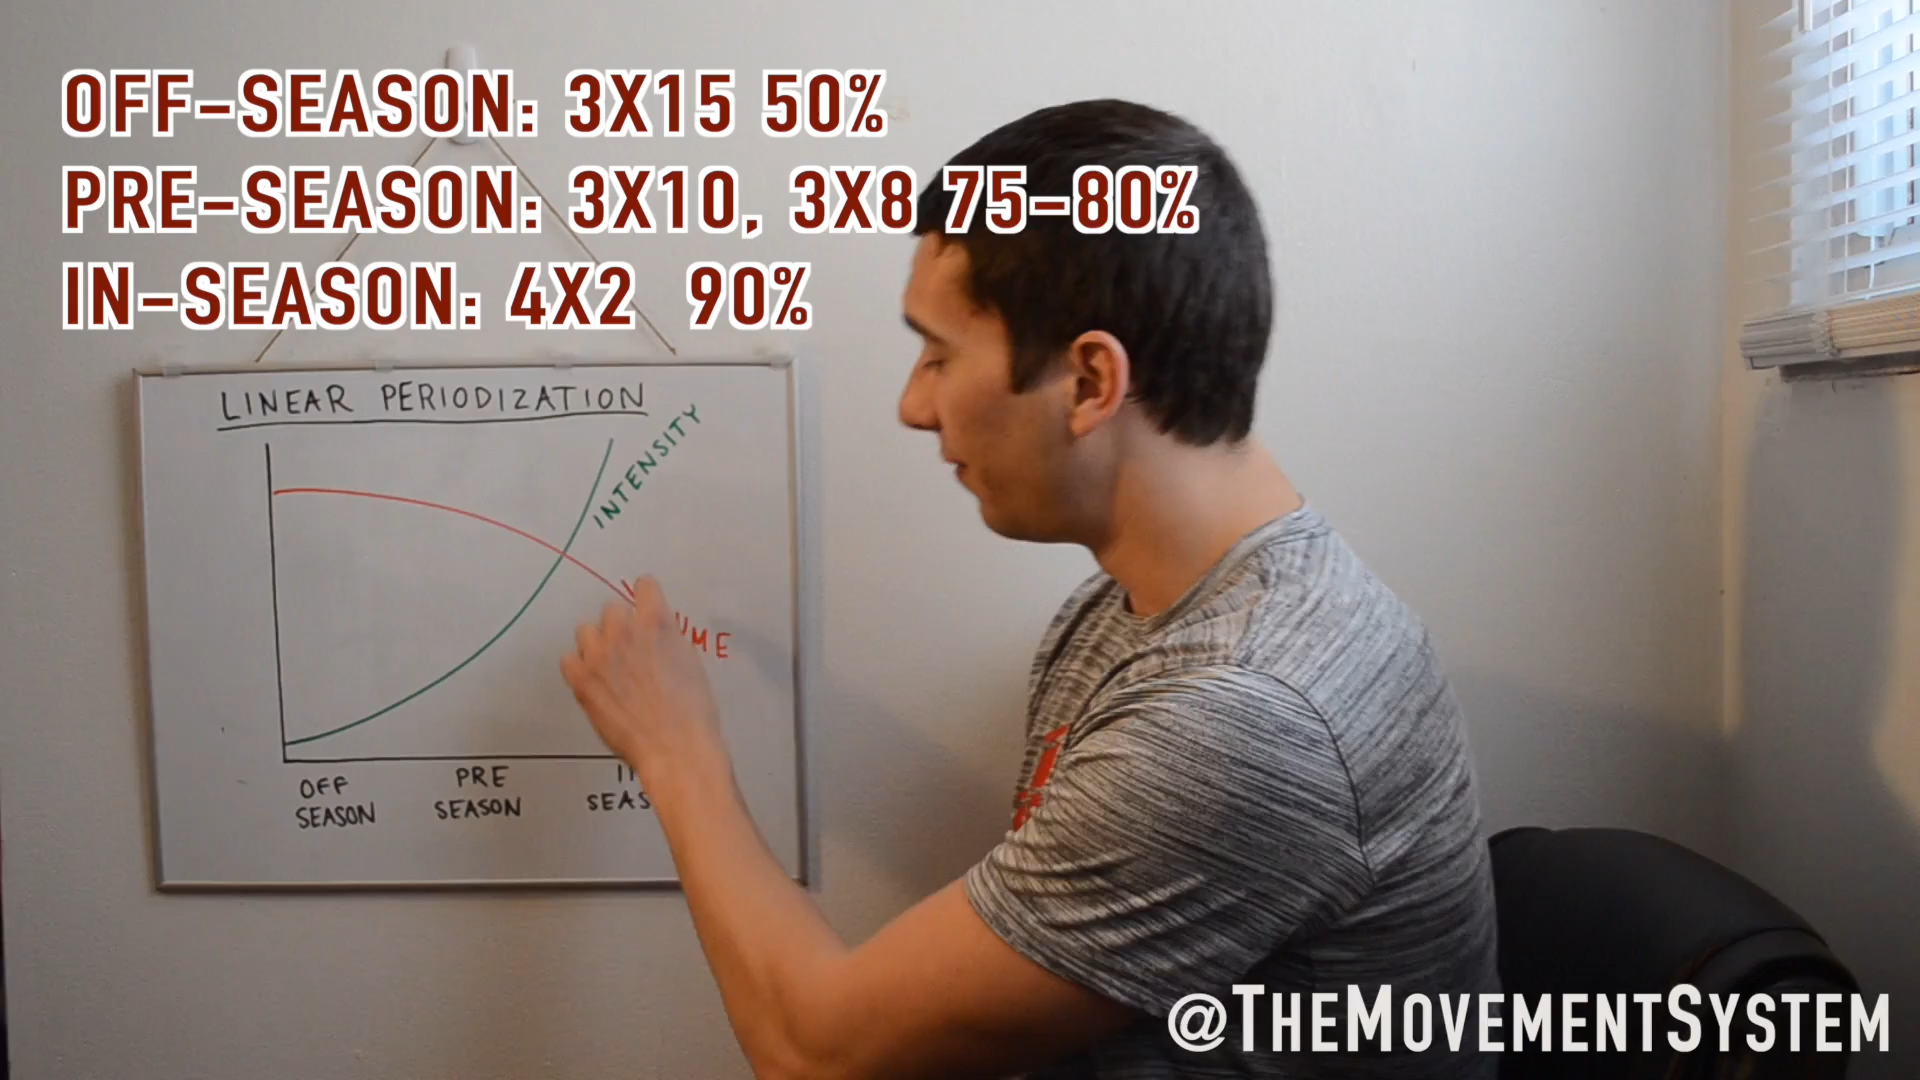 OFF-SEASON: 3X15 50%
PRE-SEASON: 3X10, 3X8 75-80%
IN-SEASON: 4X2 90%
LINEAR PERIODIZATION
INTENSITY
OFF
SEASON
PRE
SEASON
@THEMOVEMENTSYSTEM